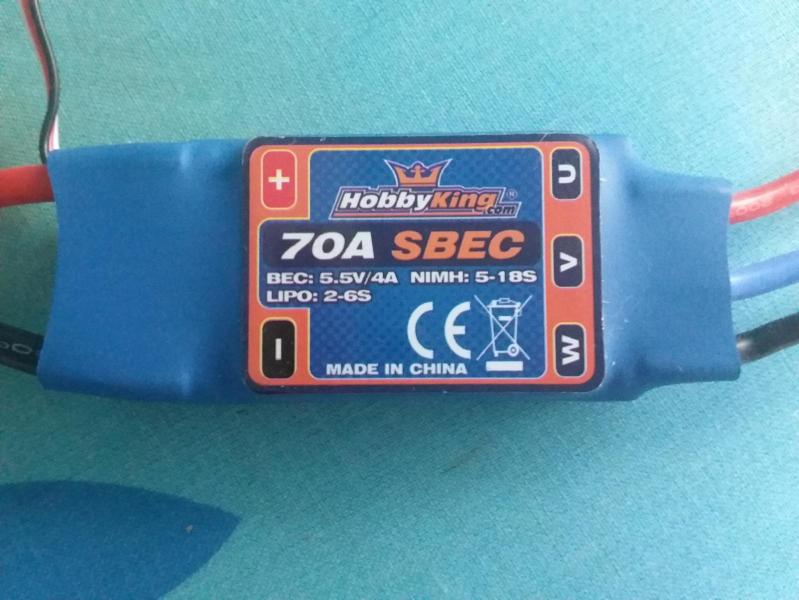 +
U
HobbyKing®
.com
70A SBEC
V
BEC: 5.5V/4A NIMH: 5-18S
LIPO: 2-6S
CE
-
W
MADE IN CHINA